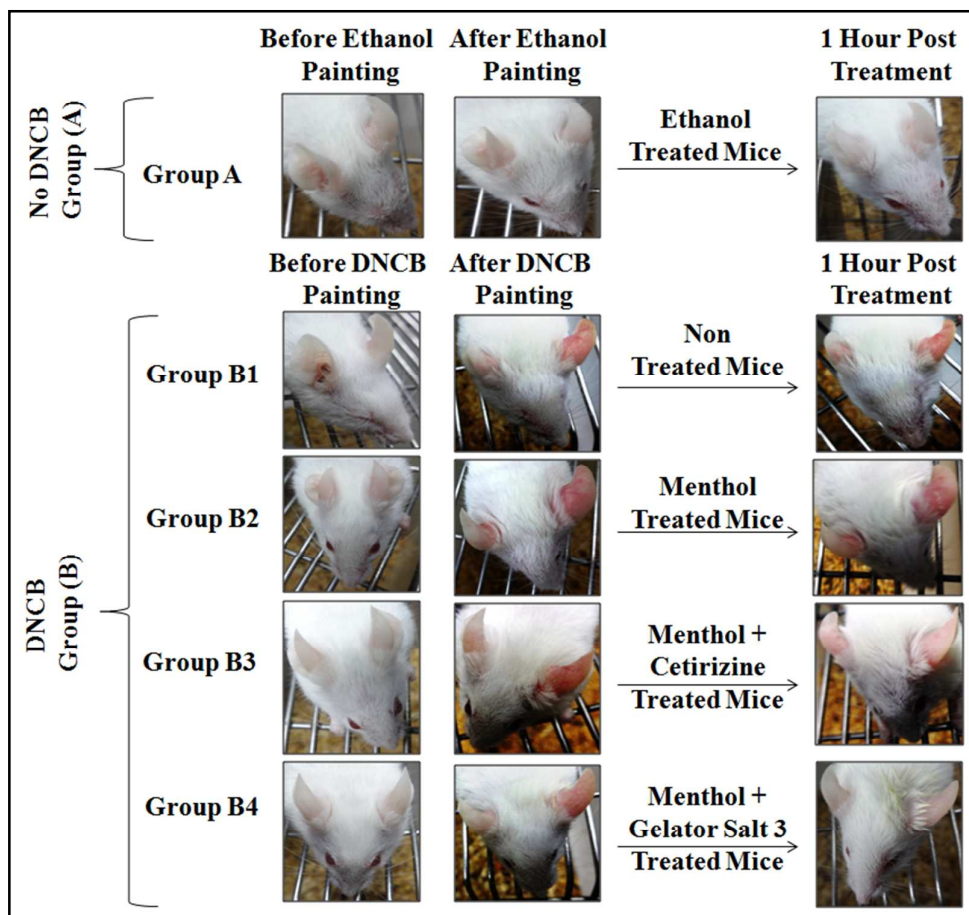 Before Ethanol
Painting
After Ethanol
Painting
1 Hour Post
Treatment
No DNCB
Group (A)
Group A
Ethanol
Treated Mice
Before DNCB
Painting
After DNCB
Painting
1 Hour Post
Treatment
DNCB
Group (B)
Group B1
Non
Treated Mice
Group B2
Menthol
Treated Mice
Group B3
Menthol +
Cetirizine
Treated Mice
Group B4
Menthol +
Gelator Salt 3
Treated Mice